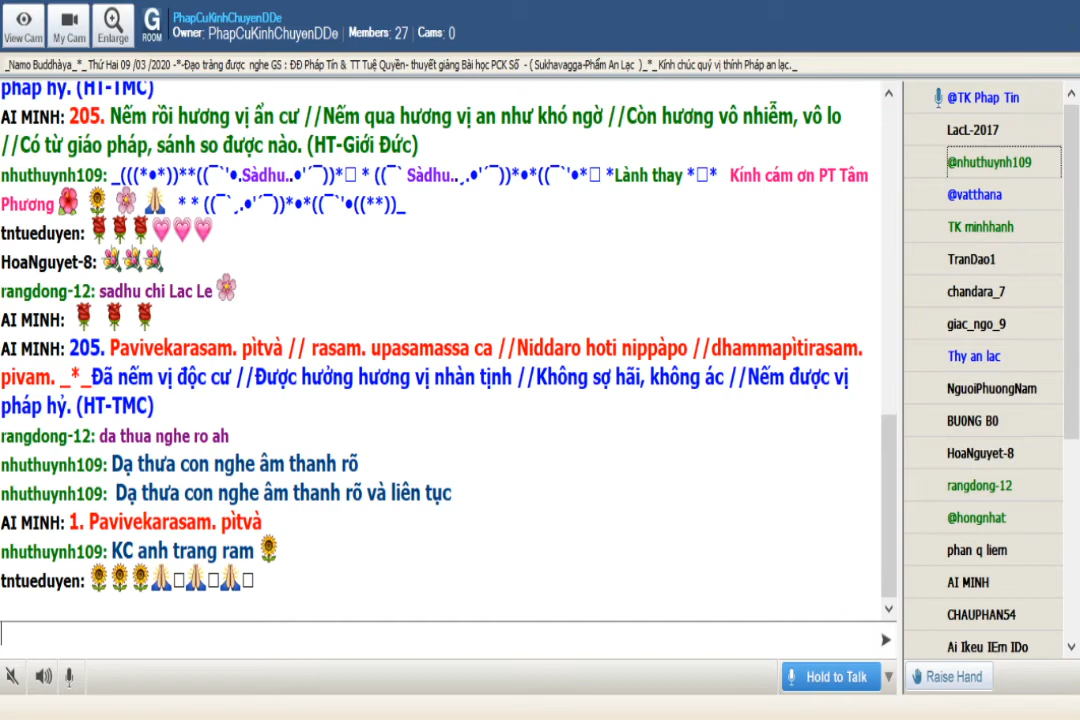 PhapCuKinhChuyenDDe
Owner: PhapCuKinhChuyenDDe | Members: 27 | Cams: 0
View Cam My Cam Enlarge G ROOM
_Namo Buddhàya_*_ Thứ Hai 09 /03 /2020 -*-Đạo tràng được nghe GS : ĐĐ Pháp Tín & TT Tuệ Quyền- thuyết giảng Bài học PCK Số - ( Sukhavagga-Phẩm An Lạc )_*_ Kính chúc quý vị thính Pháp an lạc._
pháp hỷ. (HT-TMC)
AI MINH: 205. Nếm rồi hương vị ẩn cư //Nếm qua hương vị an như khó ngờ //Còn hương vô nhiễm, vô lo
//Có từ giáo pháp, sánh so được nào. (HT-Giới Đức)
nhuthuynh109: _(((*•*))**((¯`'•.Sàdhu..•'´¯))*□ * ((¯` Sàdhu..,.•'´¯))*•*((¯`'•*□ *Lành thay *□* Kính cám ơn PT Tâm
Phương 🌺 🌻 🌸 🙏 * * ((¯`,.•'´¯))*•*((¯`'•((**))_
tntueduyen: 🌹🌹🌹💗💗💗
HoaNguyet-8: 💐💐💐
rangdong-12: sadhu chi Lac Le 🌸
AI MINH: 🌹 🌹 🌹
AI MINH: 205. Pavivekarasam. pìtvà // rasam. upasamassa ca //Niddaro hoti nippàpo //dhammapìtirasam.
pivam. _*_Đã nếm vị độc cư //Được hưởng hương vị nhàn tịnh //Không sợ hãi, không ác //Nếm được vị
pháp hỷ. (HT-TMC)
rangdong-12: da thua nghe ro ah
nhuthuynh109: Dạ thưa con nghe âm thanh rõ
nhuthuynh109: Dạ thưa con nghe âm thanh rõ và liên tục
AI MINH: 1. Pavivekarasam. pìtvà
nhuthuynh109: KC anh trang ram 🌻
tntueduyen: 🌻🌻🌻🙏□🙏□🙏□
Hold to Talk
@TK Phap Tin
LacL-2017
@nhuthuynh109
@vatthana
TK minhhanh
TranDao1
chandara_7
giac_ngo_9
Thy an lac
NguoiPhuongNam
BU0NG B0
HoaNguyet-8
rangdong-12
@hongnhat
phan q liem
AI MINH
CHAUPHAN54
Ai Ikeu IEm IDo
Raise Hand